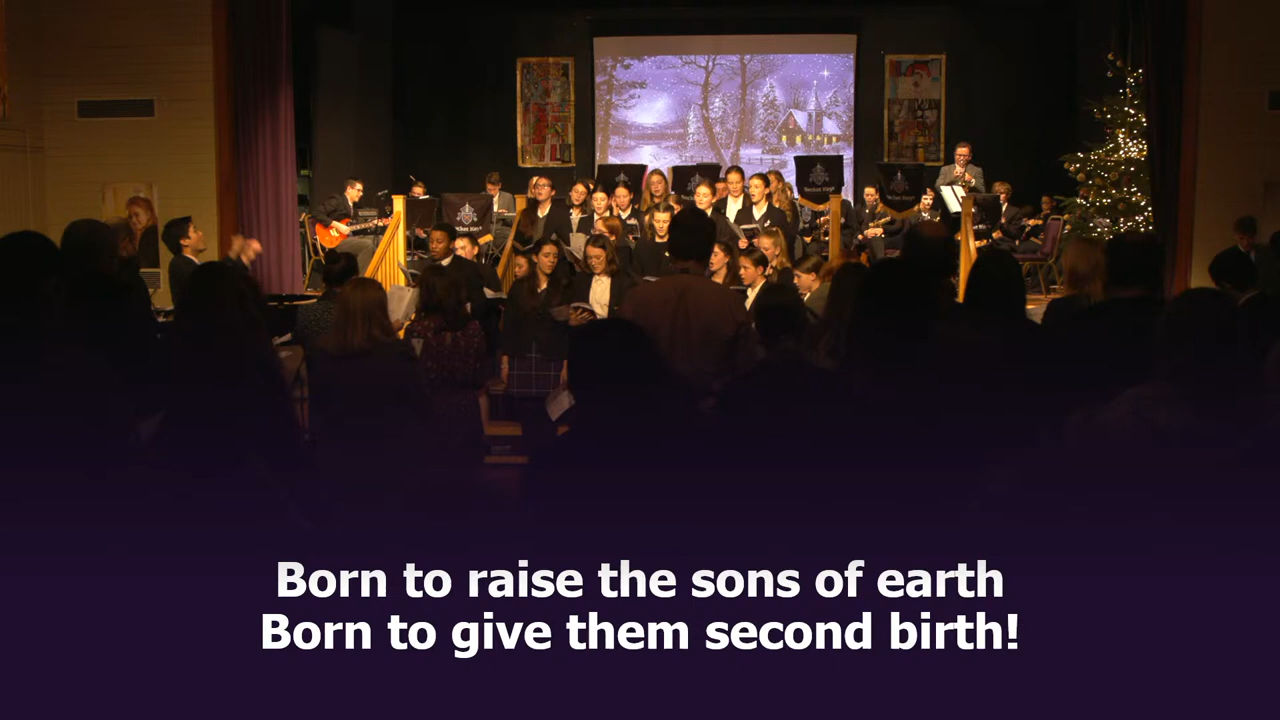 Born to raise the sons of earth
Born to give them second birth!